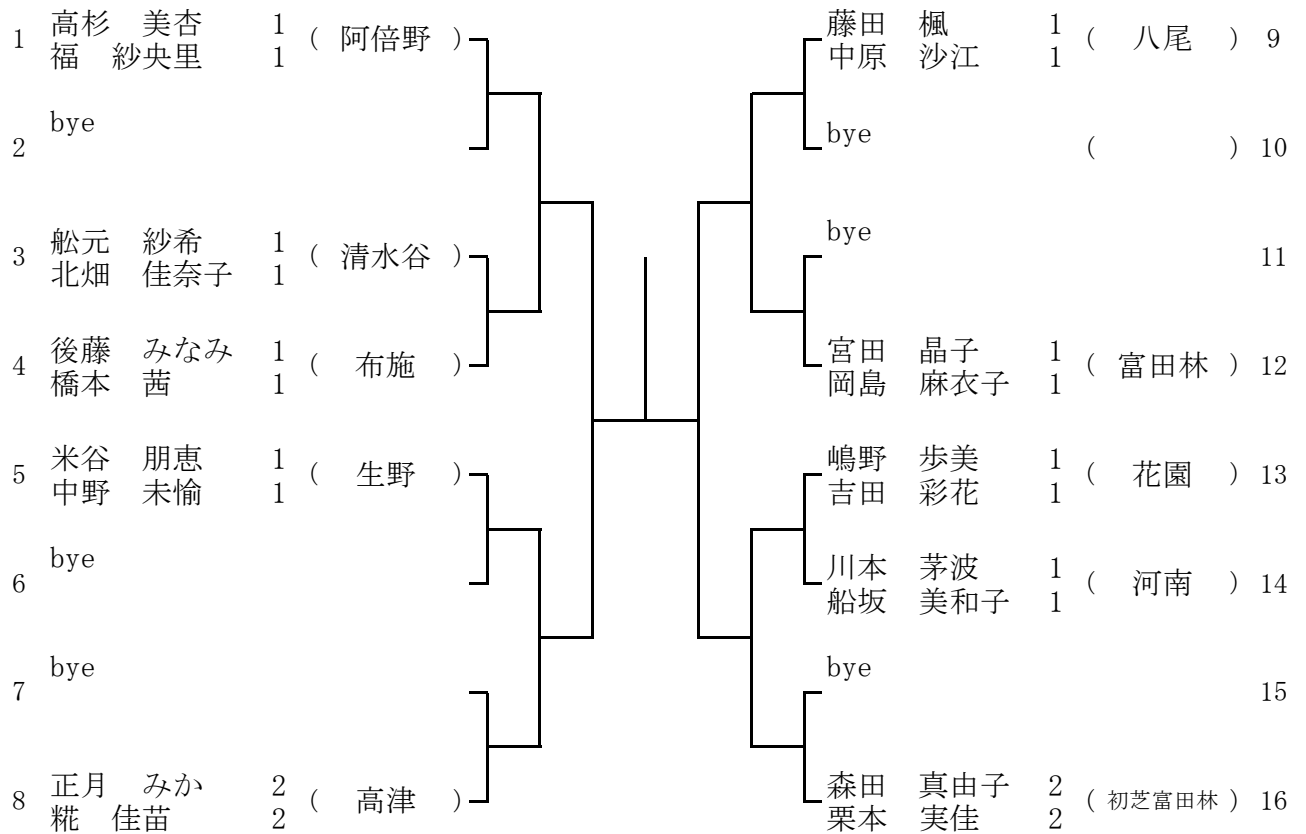 1 高杉 美杏 1 ( 阿倍野 )
福 紗央里 1
2 bye
3 舩元 紗希 1 ( 清水谷 )
北畑 佳奈子 1
4 後藤 みなみ 1 ( 布施 )
橋本 茜 1
5 米谷 朋恵 1 ( 生野 )
中野 未愉 1
6 bye
7 bye
8 正月 みか 2 ( 高津 )
糀 佳苗 2
藤田 楓 1 ( 八尾 ) 9
中原 沙江 1
bye ( ) 10
bye 11
宮田 晶子 1 ( 富田林 ) 12
岡島 麻衣子 1
嶋野 歩美 1 ( 花園 ) 13
吉田 彩花 1
川本 茅波 1 ( 河南 ) 14
船坂 美和子 1
bye 15
森田 真由子 2 ( 初芝富田林 ) 16
栗本 実佳 2